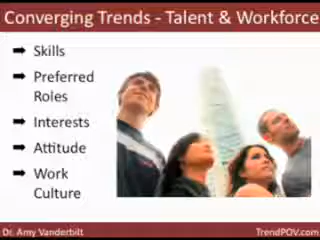 Converging Trends - Talent & Workforce
➡ Skills
➡ Preferred
Roles
➡ Interests
➡ Attitude
➡ Work
Culture
Dr. Amy Vanderbilt
TrendPOV.com